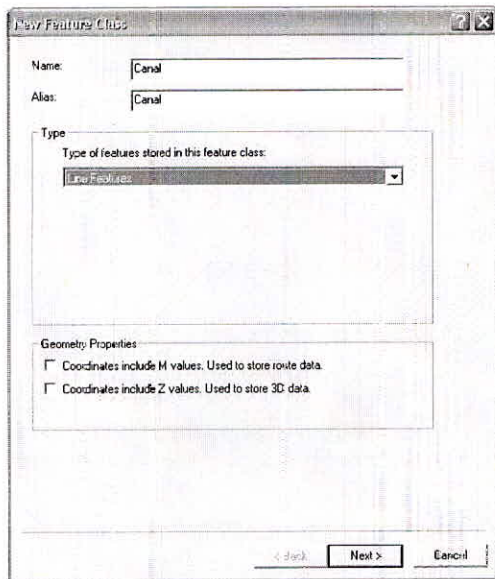 New Feature Class
Name: Canal
Alias: Canal
Type
Type of features stored in this feature class:
Line Features
Geometry Properties
Coordinates include M values. Used to store route data.
Coordinates include Z values. Used to store 3D data.
< Back Next > Cancel